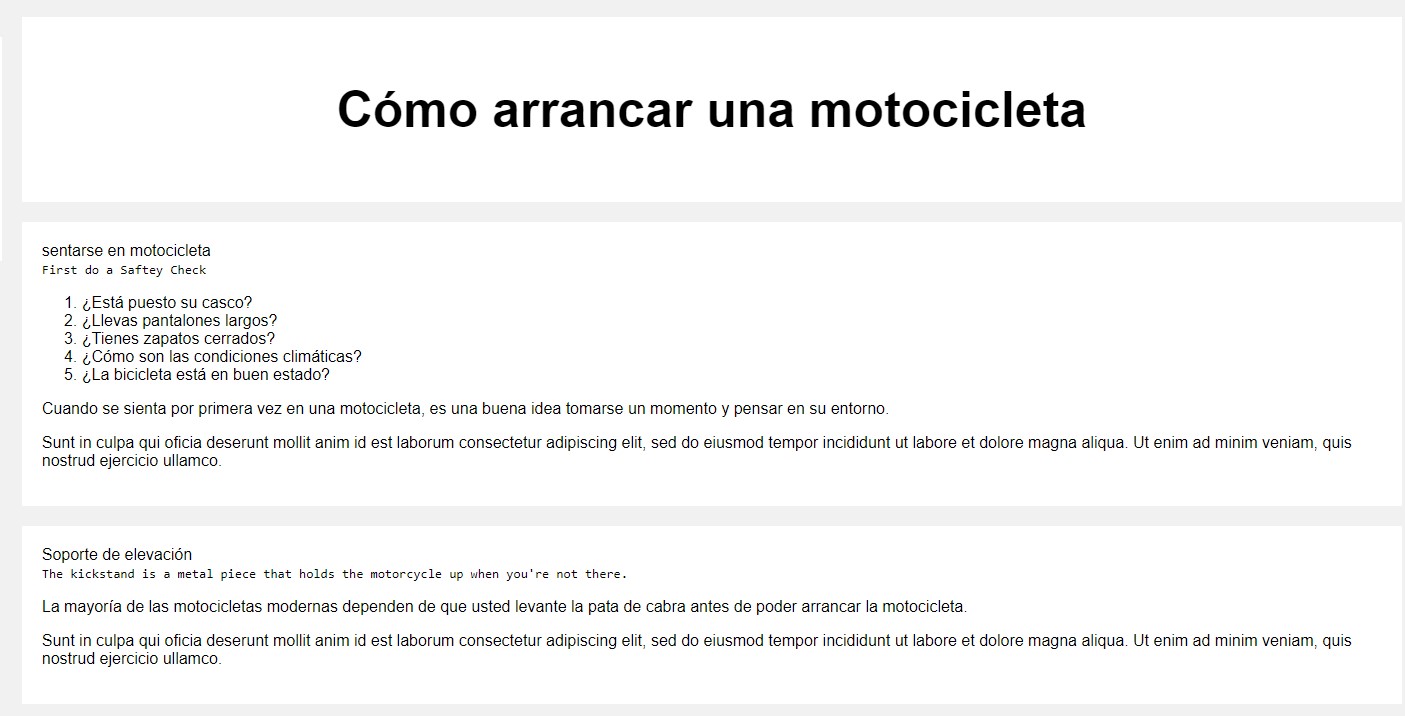 Cómo arrancar una motocicleta
sentarse en motocicleta
First do a Saftey Check
1. ¿Está puesto su casco?
2. ¿Llevas pantalones largos?
3. ¿Tienes zapatos cerrados?
4. ¿Cómo son las condiciones climáticas?
5. ¿La bicicleta está en buen estado?
Cuando se sienta por primera vez en una motocicleta, es una buena idea tomarse un momento y pensar en su entorno.
Sunt in culpa qui oficia deserunt mollit anim id est laborum consectetur adipiscing elit, sed do eiusmod tempor incididunt ut labore et dolore magna aliqua. Ut enim ad minim veniam, quis
nostrud ejercicio ullamco.
Soporte de elevación
The kickstand is a metal piece that holds the motorcycle up when you're not there.
La mayoría de las motocicletas modernas dependen de que usted levante la pata de cabra antes de poder arrancar la motocicleta.
Sunt in culpa qui oficia deserunt mollit anim id est laborum consectetur adipiscing elit, sed do eiusmod tempor incididunt ut labore et dolore magna aliqua. Ut enim ad minim veniam, quis
nostrud ejercicio ullamco.